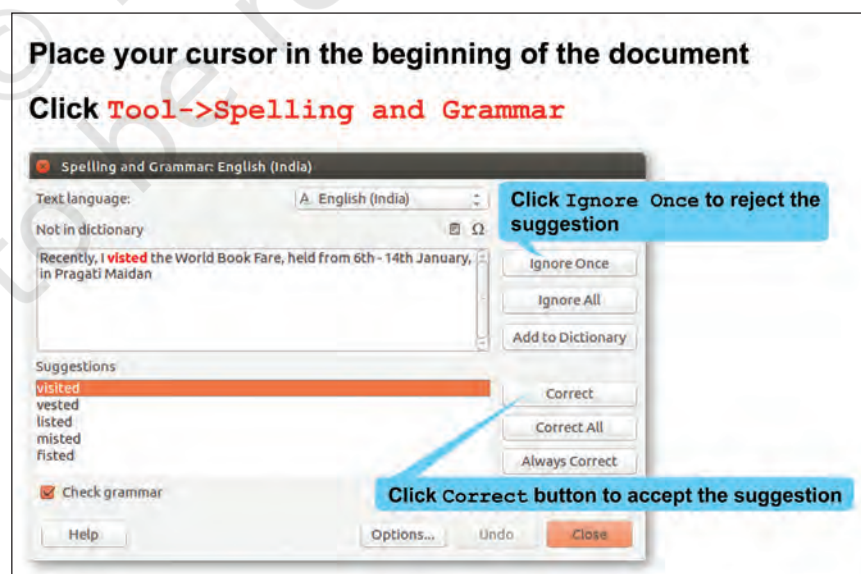 Place your cursor in the beginning of the document
Click Tool->Spelling and Grammar
Spelling and Grammar: English (India)
Text language:
English (India)
Click Ignore Once to reject the
suggestion
Not in dictionary
Ω
Recently, I visted the World Book Fare, held from 6th - 14th January,
in Pragati Maidan
Ignore Once
Ignore All
Add to Dictionary
Suggestions
visited
vested
listed
misted
fisted
Correct
Correct All
Always Correct
Check grammar
Click Correct button to accept the suggestion
Help
Options...
Undo
Close
©
to be re